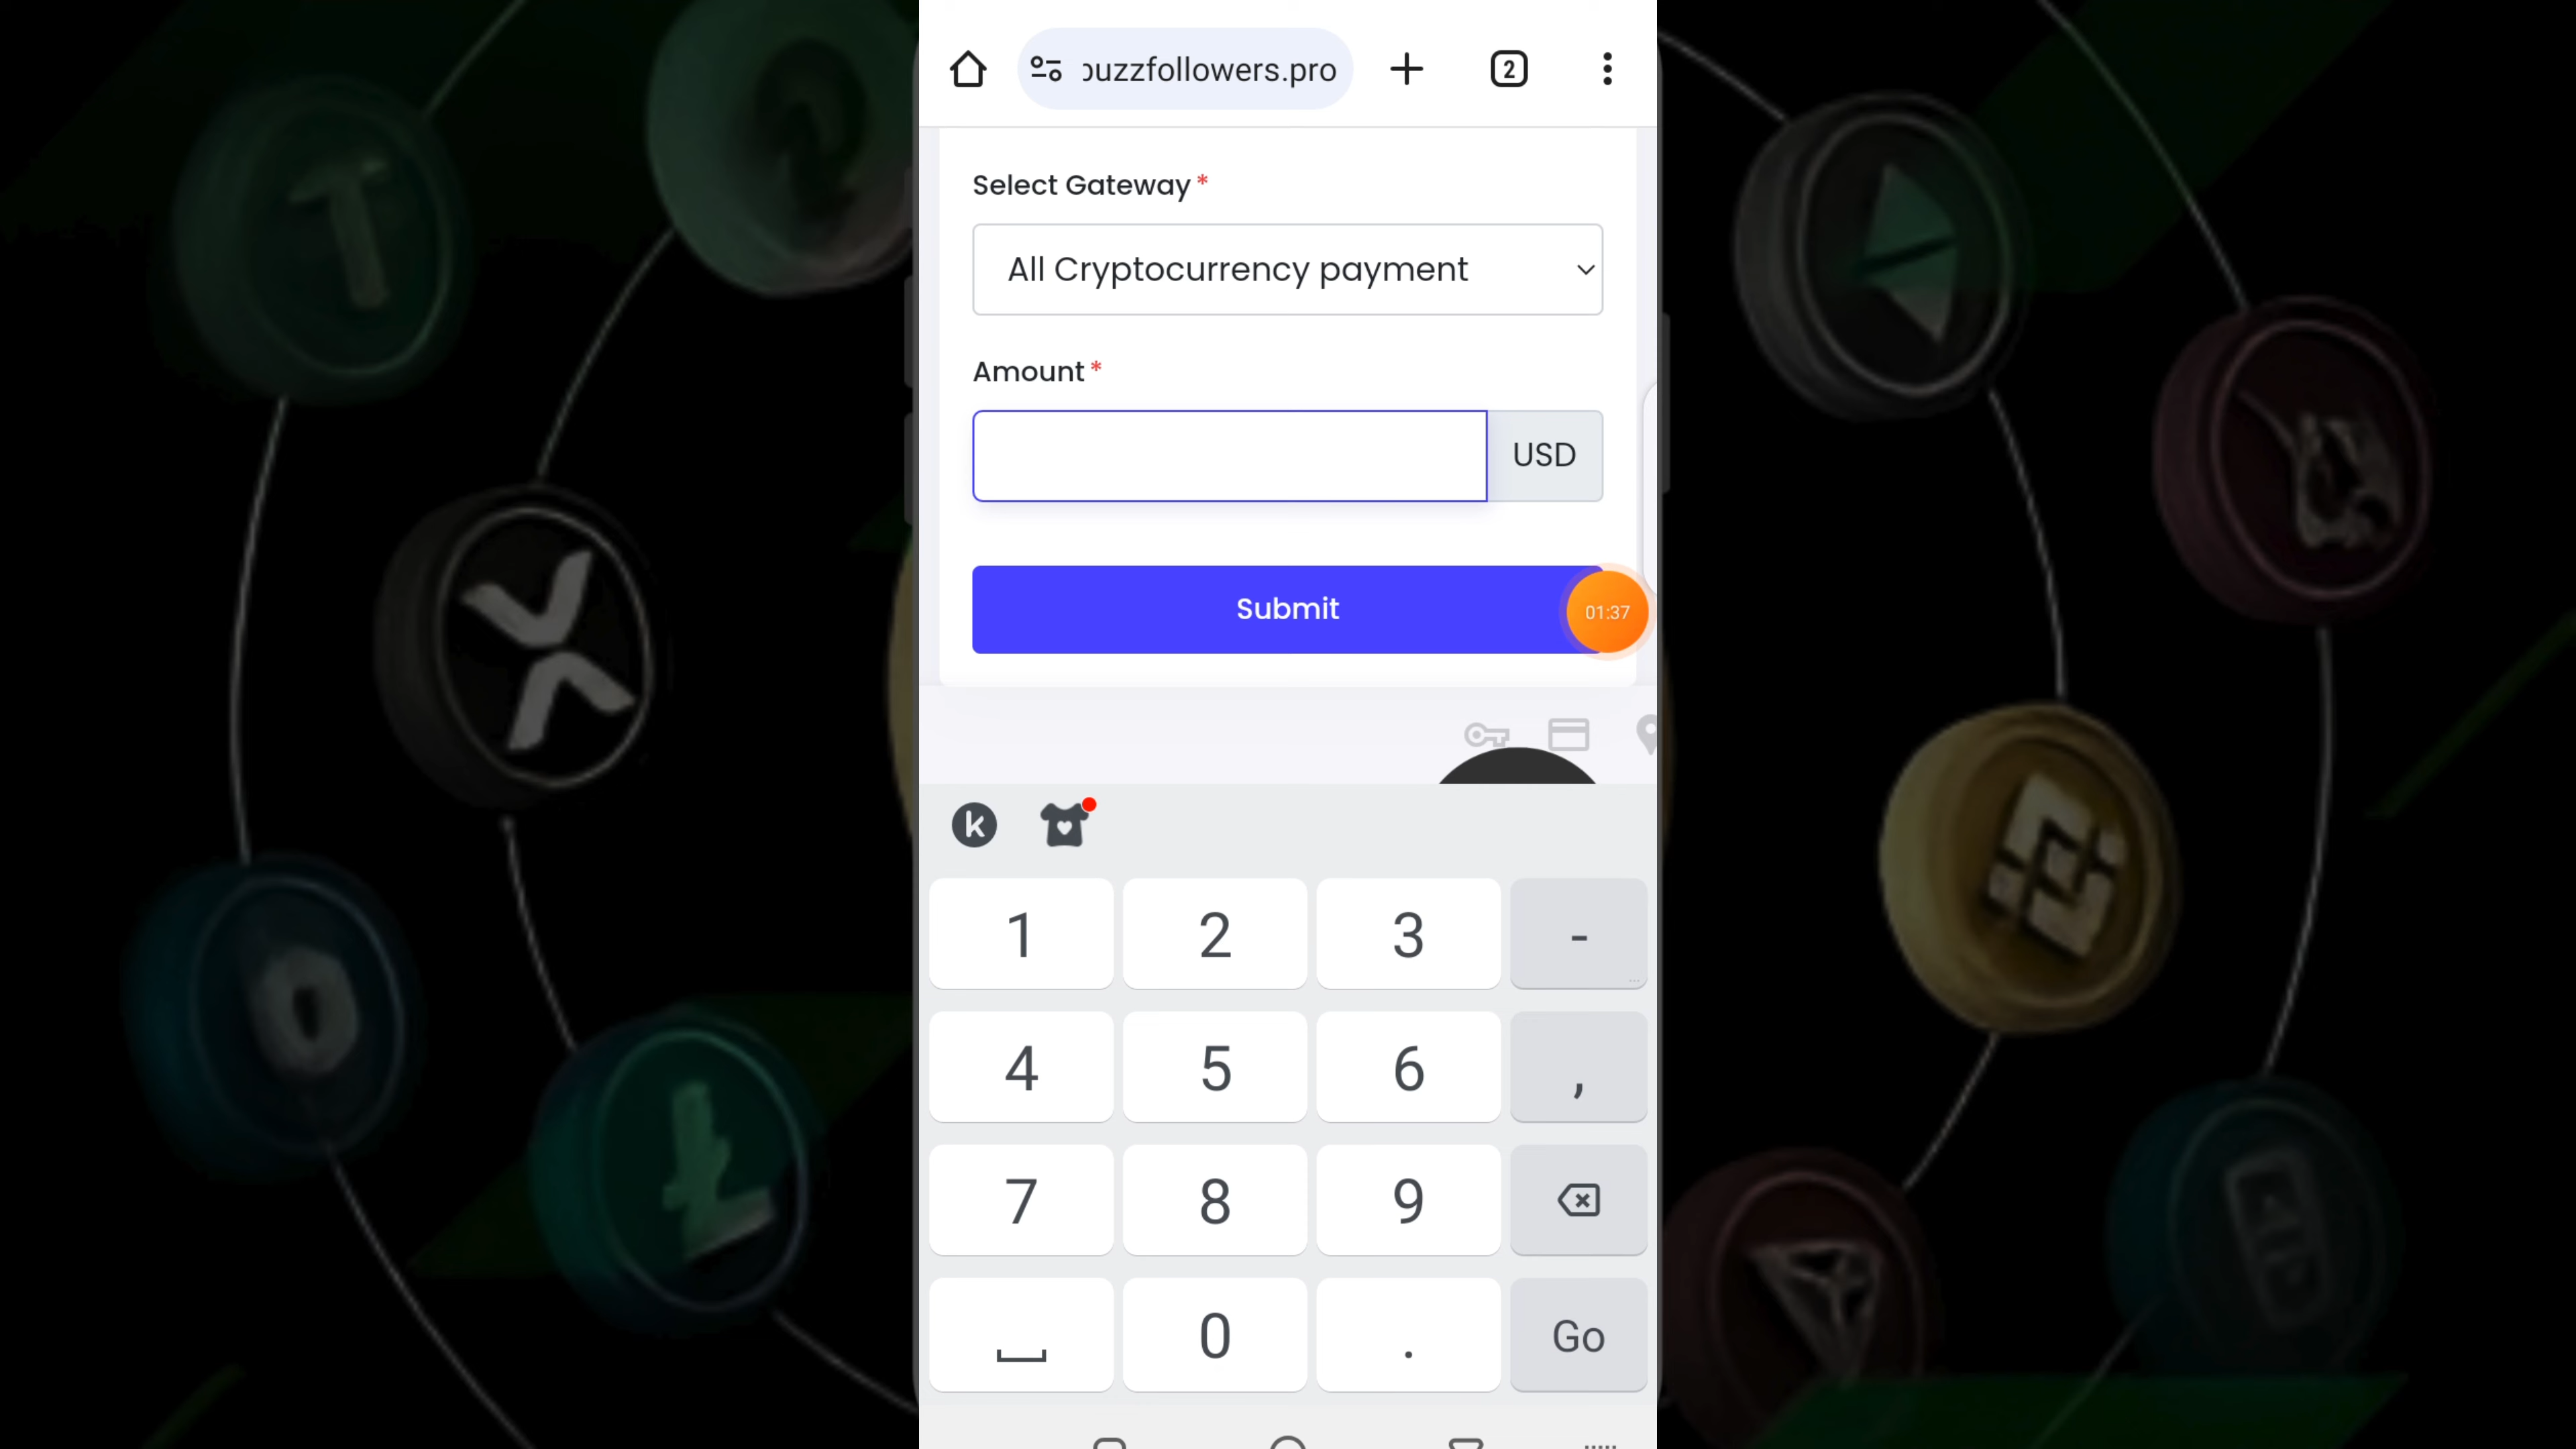 buzzfollowers.pro
2
Select Gateway *
All Cryptocurrency payment
Amount *
USD
Submit
01:37
k
1 2 3 -
4 5 6 ,
7 8 9
0 . Go